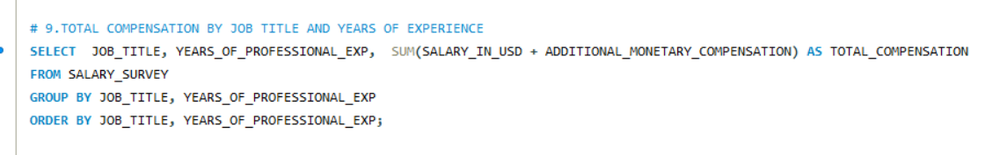 # 9.TOTAL COMPENSATION BY JOB TITLE AND YEARS OF EXPERIENCE
SELECT  JOB_TITLE, YEARS_OF_PROFESSIONAL_EXP,  SUM(SALARY_IN_USD + ADDITIONAL_MONETARY_COMPENSATION) AS TOTAL_COMPENSATION
FROM SALARY_SURVEY
GROUP BY JOB_TITLE, YEARS_OF_PROFESSIONAL_EXP
ORDER BY JOB_TITLE, YEARS_OF_PROFESSIONAL_EXP;